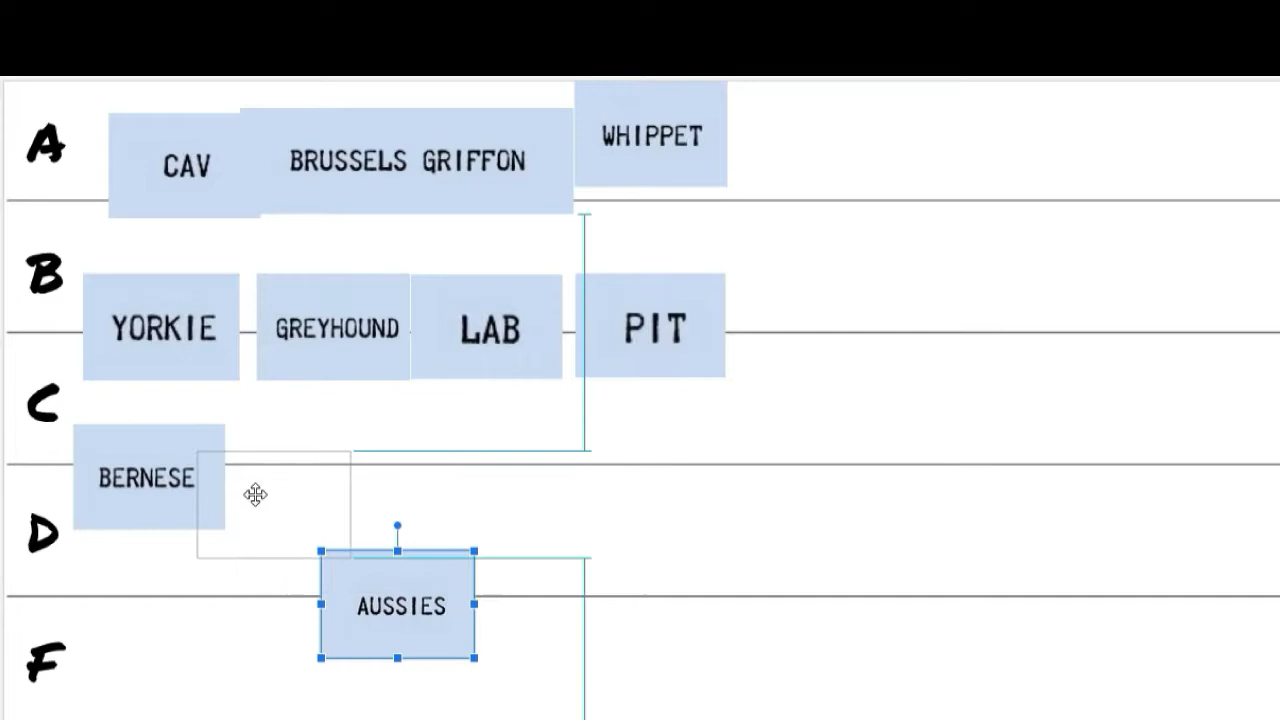 A
CAV
BRUSSELS GRIFFON
WHIPPET
B
YORKIE
GREYHOUND
LAB
PIT
C
BERNESE
D
AUSSIES
F